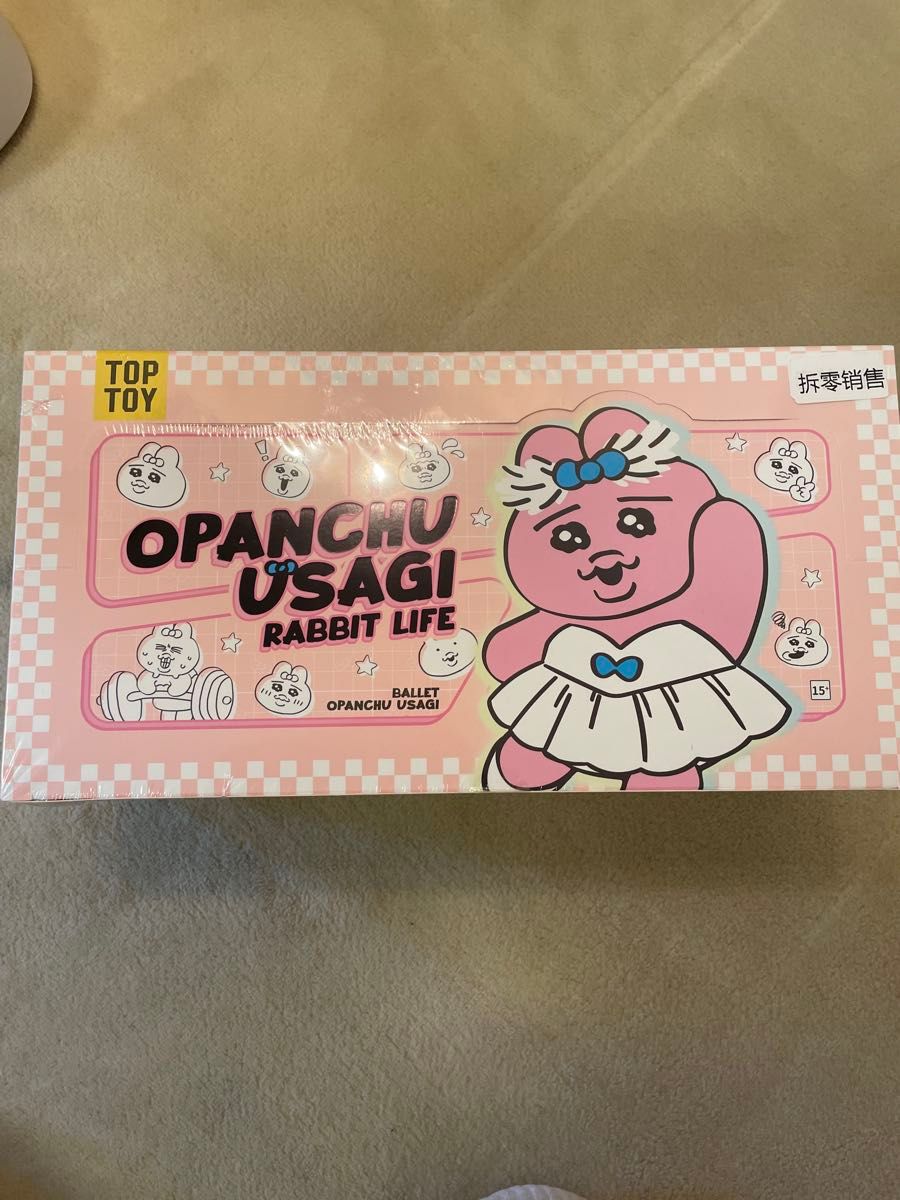 TOP
TOY
拆零销售
OPANCHU
USAGI
RABBIT LIFE
BALLET
OPANCHU USAGI
15+